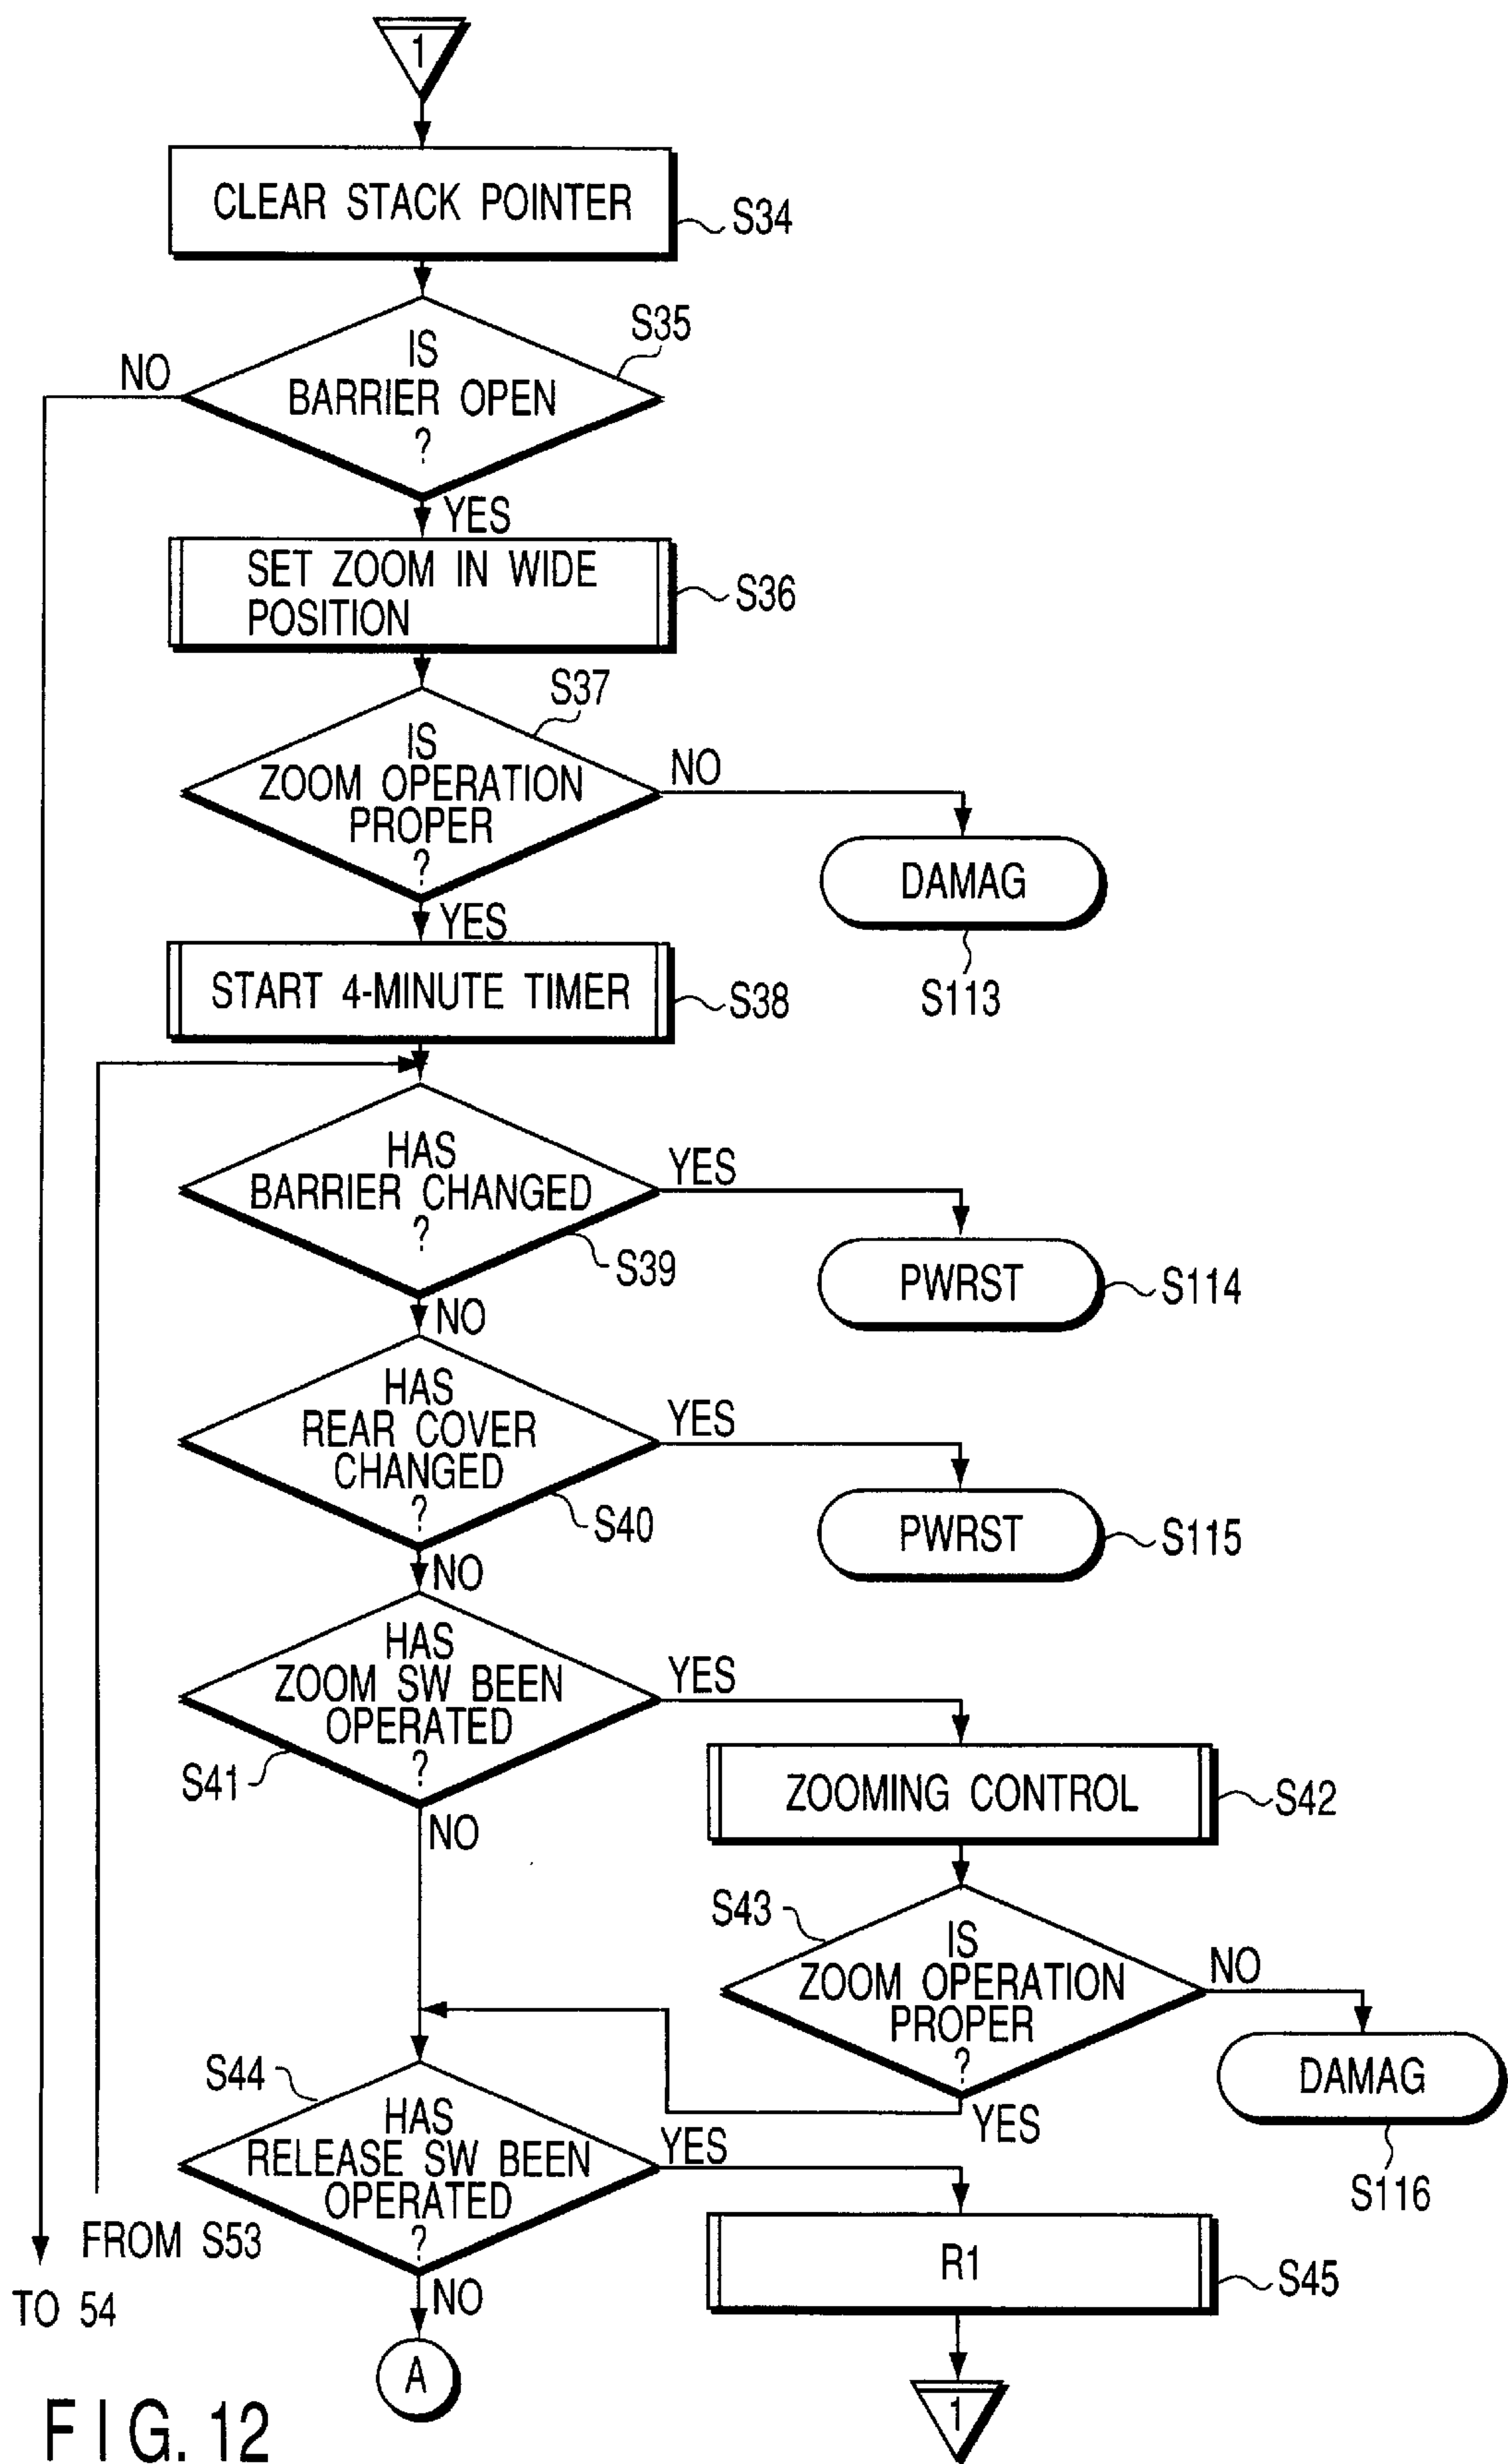 1
CLEAR STACK POINTER
S34
IS
BARRIER OPEN
?
S35
NO
YES
SET ZOOM IN WIDE
POSITION
S36
IS
ZOOM OPERATION
PROPER
?
S37
NO
DAMAG
S113
YES
START 4-MINUTE TIMER
S38
HAS
BARRIER CHANGED
?
S39
YES
PWRST
S114
NO
HAS
REAR COVER
CHANGED
?
S40
YES
PWRST
S115
NO
HAS
ZOOM SW BEEN
OPERATED
?
S41
YES
ZOOMING CONTROL
S42
NO
S43
IS
ZOOM OPERATION
PROPER
?
NO
DAMAG
S116
YES
S44
HAS
RELEASE SW BEEN
OPERATED
?
YES
R1
S45
FROM S53
TO 54
NO
A
1
FIG. 12